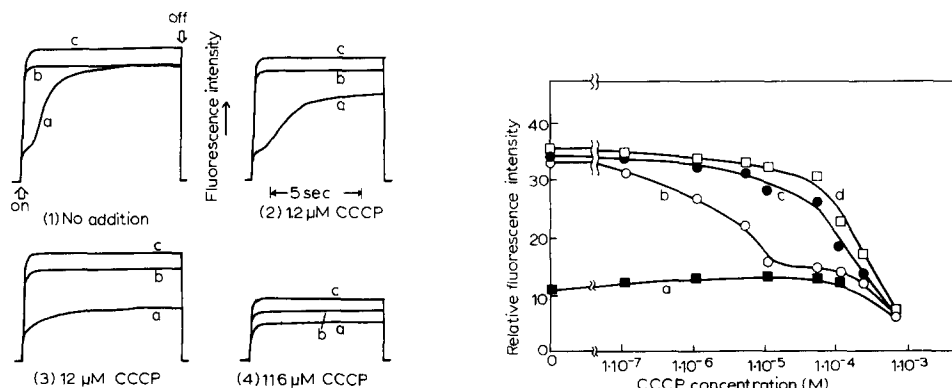 off
c
b
a
on
(1) No addition
Fluorescence intensity
c
b
a
5 sec
(2) 1.2 μM CCCP
c
b
a
(3) 12 μM CCCP
c
b
a
(4) 116 μM CCCP
Relative fluorescence intensity
40
30
20
10
0
a
b
c
d
0
1·10⁻⁷
1·10⁻⁶
1·10⁻⁵
1·10⁻⁴
1·10⁻³
CCCP concentration (M)